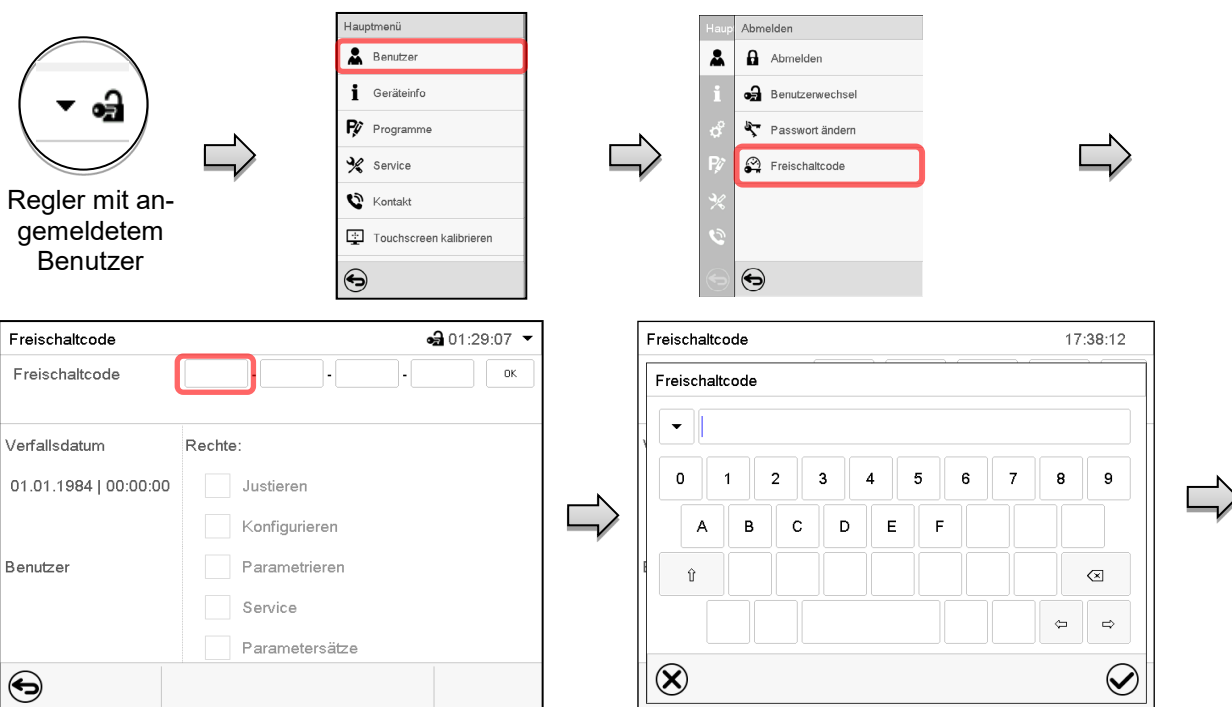 Regler mit an-
gemeldetem
Benutzer
Hauptmenü
Benutzer
Geräteinfo
Programme
Service
Kontakt
Touchscreen kalibrieren
Haup
Abmelden
Abmelden
Benutzerwechsel
Passwort ändern
Freischaltcode
Freischaltcode 01:29:07
Freischaltcode - - - OK
Verfallsdatum Rechte:
01.01.1984 | 00:00:00 Justieren
Konfigurieren
Benutzer Parametrieren
Service
Parametersätze
Freischaltcode 17:38:12
Freischaltcode
0 1 2 3 4 5 6 7 8 9
A B C D E F